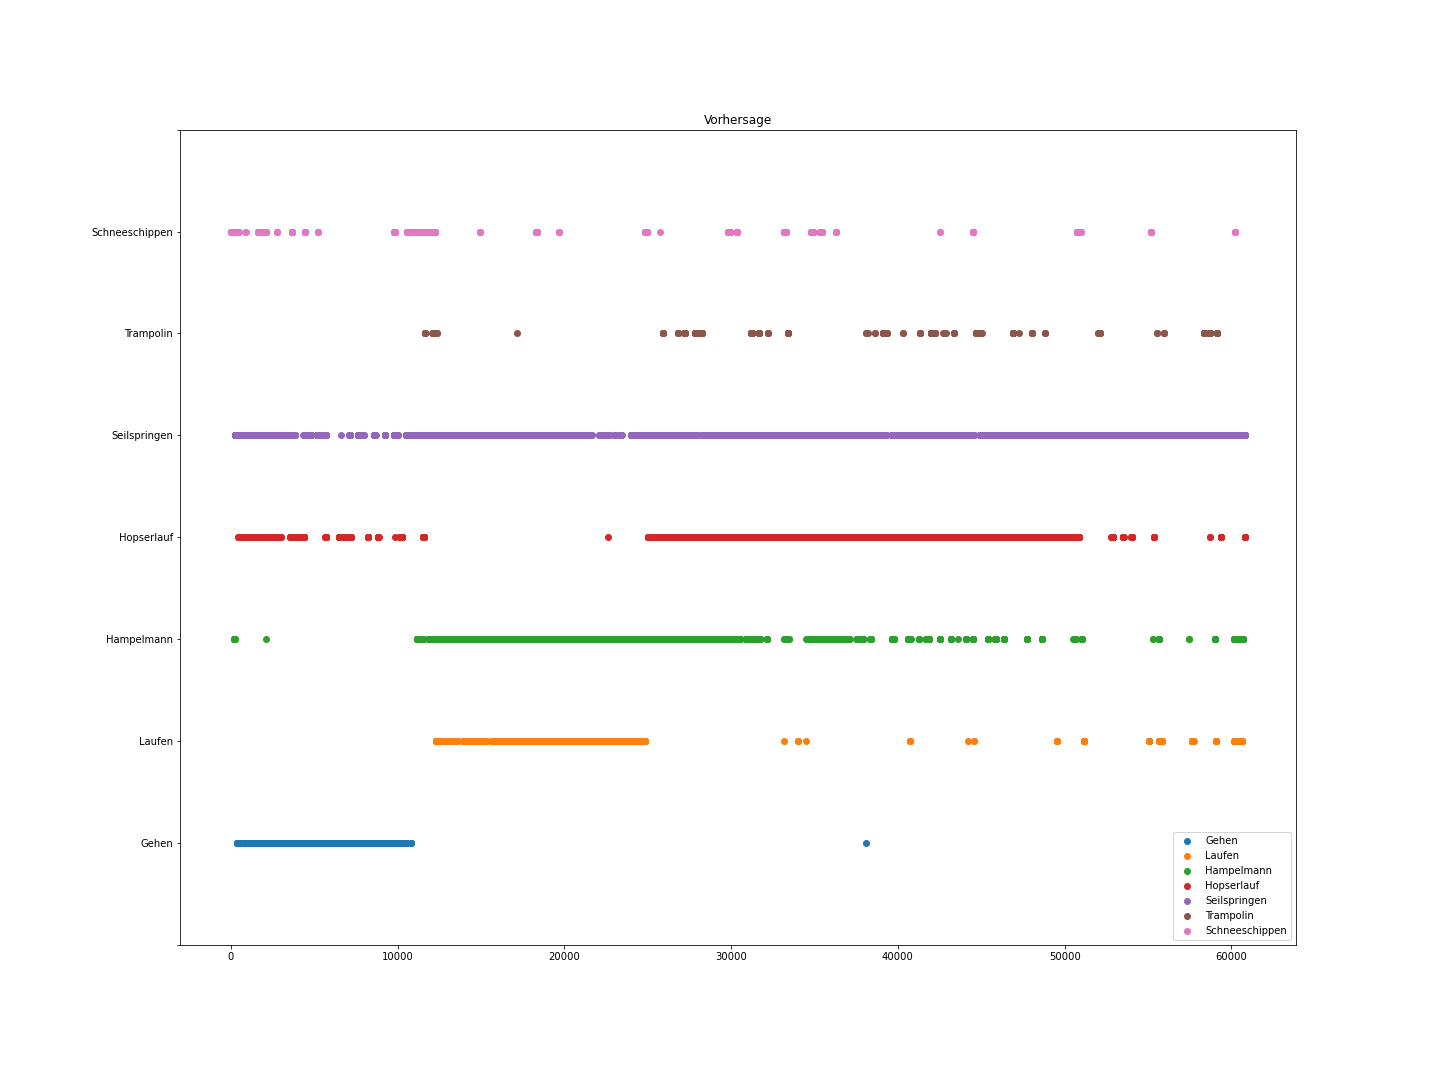 Vorhersage
Schneeschippen
Trampolin
Seilspringen
Hopserlauf
Hampelmann
Laufen
Gehen
Gehen
Laufen
Hampelmann
Hopserlauf
Seilspringen
Trampolin
Schneeschippen
0 10000 20000 30000 40000 50000 60000